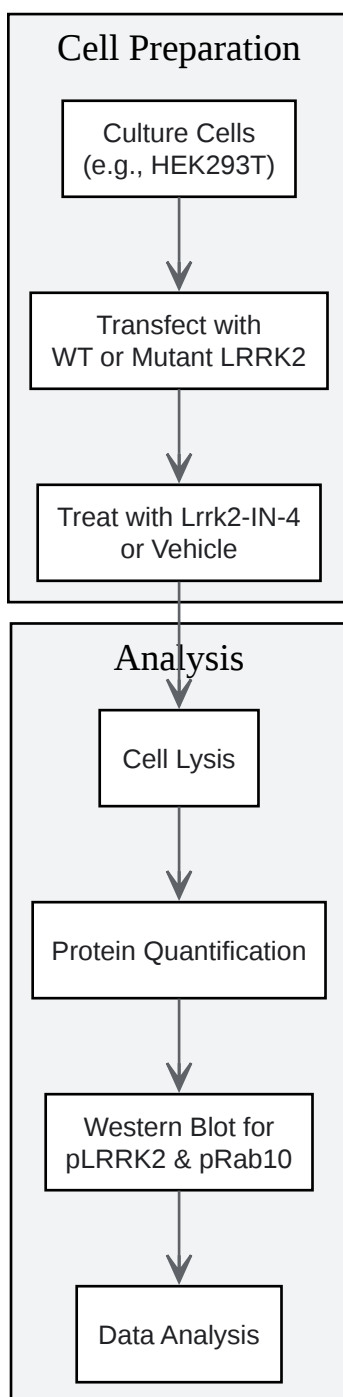 Cell Preparation
Culture Cells
(e.g., HEK293T)
Transfect with
WT or Mutant LRRK2
Treat with Lrrk2-IN-4
or Vehicle
Analysis
Cell Lysis
Protein Quantification
Western Blot for
pLRRK2 & pRab10
Data Analysis